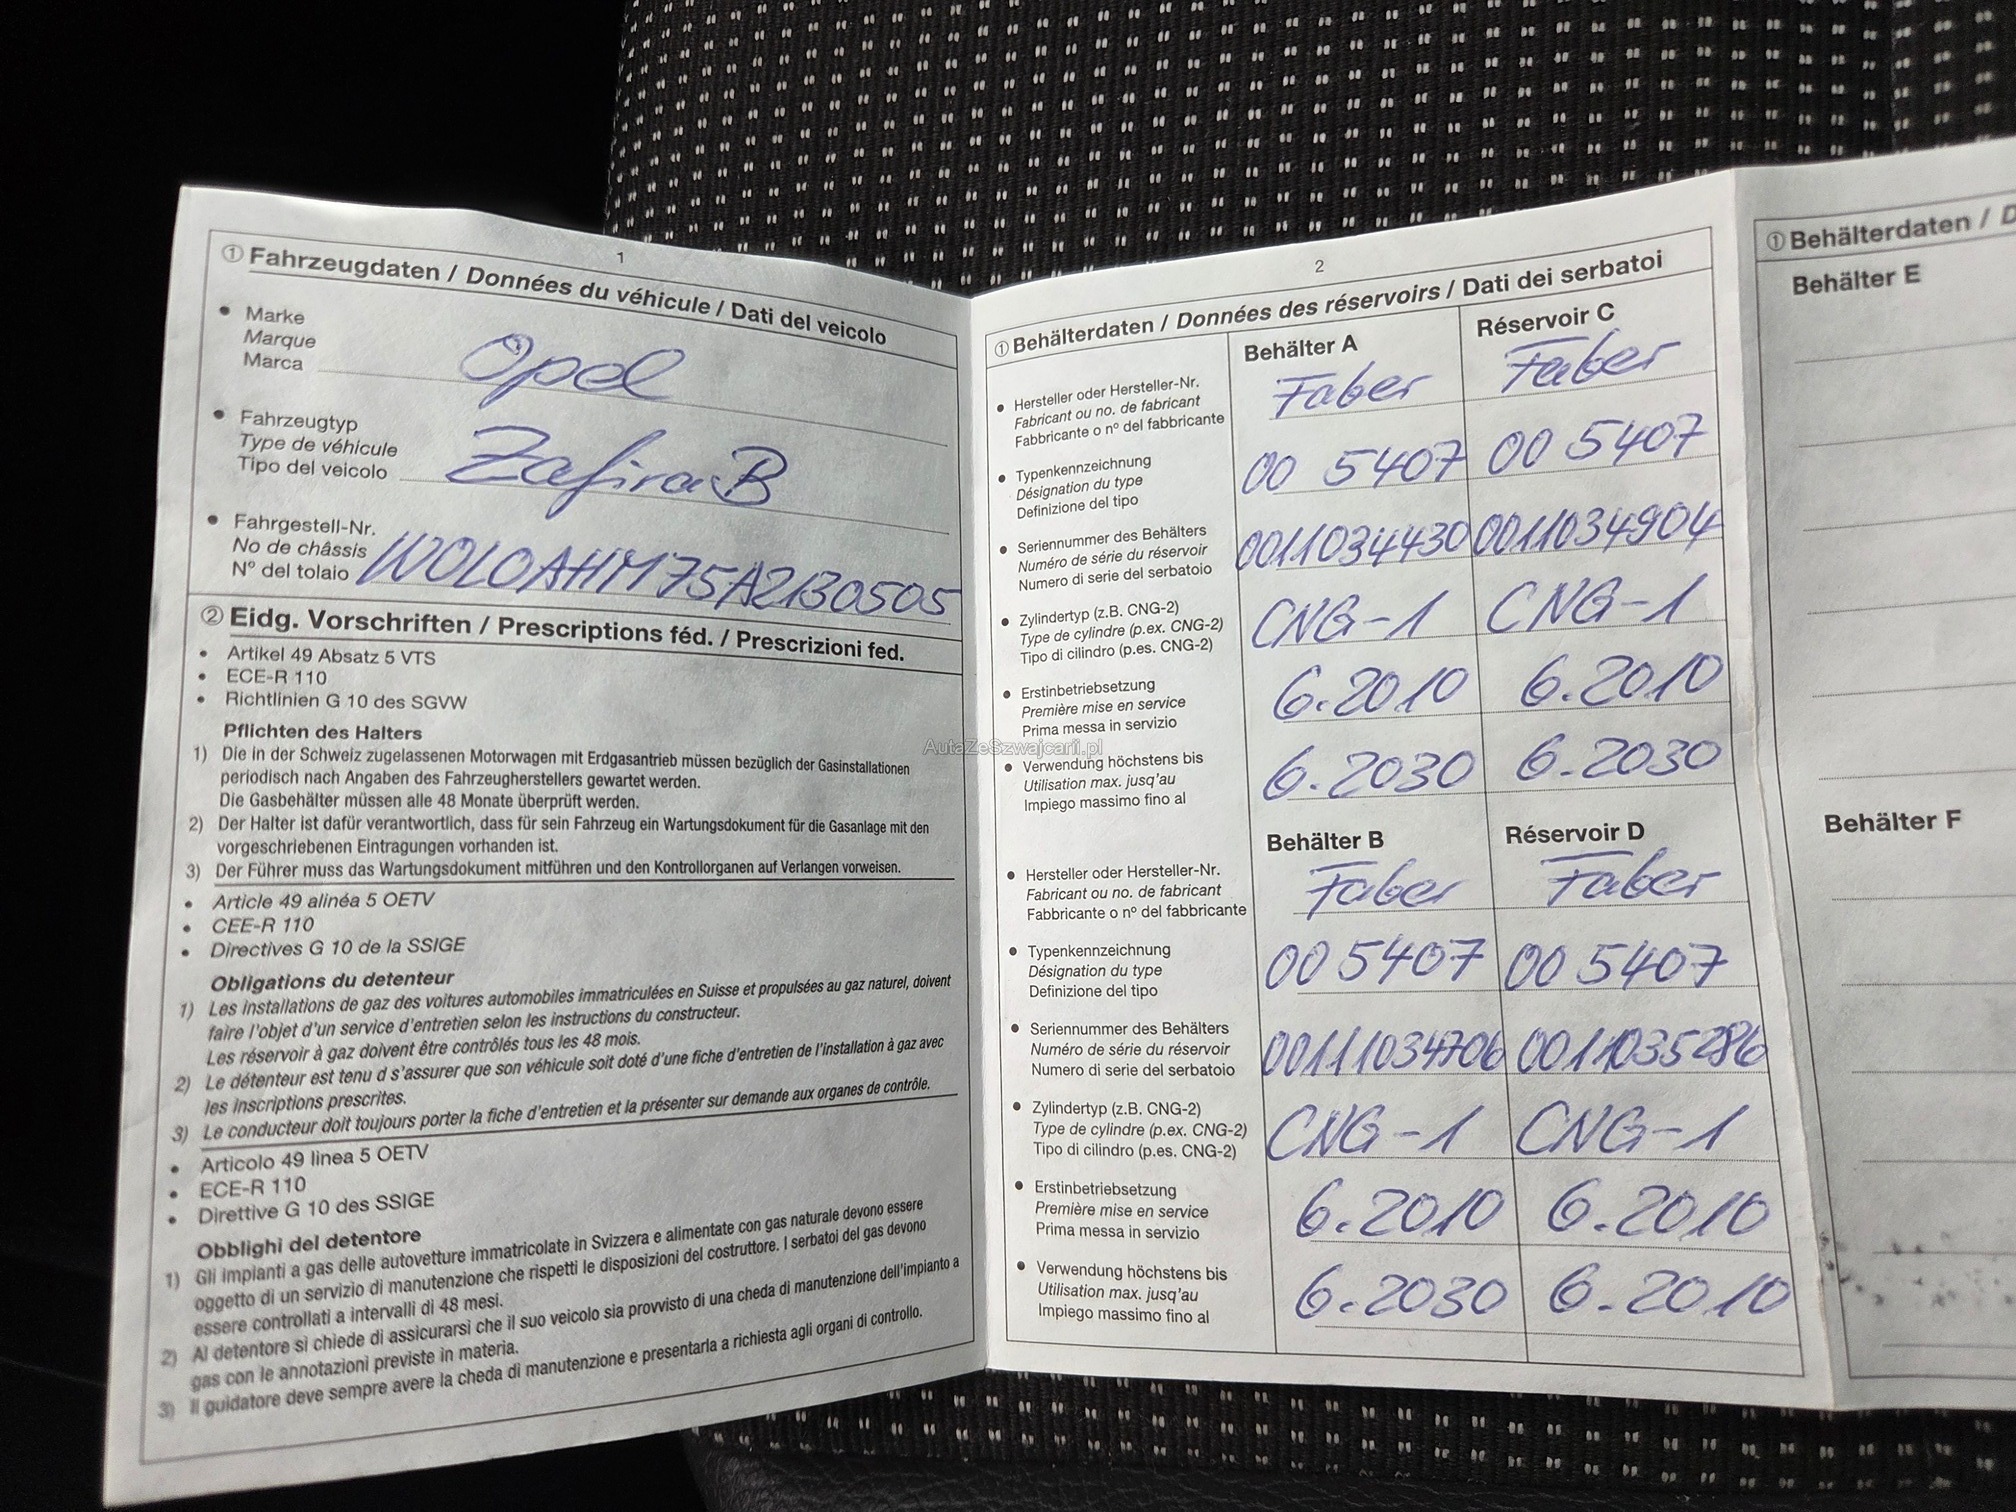 1
① Fahrzeugdaten / Données du véhicule / Dati del veicolo
• Marke
Marque
Marca Opel
• Fahrzeugtyp
Type de véhicule
Tipo del veicolo Zafira B
• Fahrgestell-Nr.
No de châssis
N° del tolaio W0L0AHM75A2130505
② Eidg. Vorschriften / Prescriptions féd. / Prescrizioni fed.
• Artikel 49 Absatz 5 VTS
• ECE-R 110
• Richtlinien G 10 des SGVW
Pflichten des Halters
1) Die in der Schweiz zugelassenen Motorwagen mit Erdgasantrieb müssen bezüglich der Gasinstallationen
periodisch nach Angaben des Fahrzeugherstellers gewartet werden.
Die Gasbehälter müssen alle 48 Monate überprüft werden.
2) Der Halter ist dafür verantwortlich, dass für sein Fahrzeug ein Wartungsdokument für die Gasanlage mit den
vorgeschriebenen Eintragungen vorhanden ist.
3) Der Führer muss das Wartungsdokument mitführen und den Kontrollorganen auf Verlangen vorweisen.
• Article 49 alinéa 5 OETV
• CEE-R 110
• Directives G 10 de la SSIGE
Obligations du detenteur
1) Les installations de gaz des voitures automobiles immatriculées en Suisse et propulsées au gaz naturel, doivent
faire l'objet d'un service d'entretien selon les instructions du constructeur.
Les réservoir à gaz doivent être contrôlés tous les 48 mois.
2) Le détenteur est tenu d s'assurer que son véhicule soit doté d'une fiche d'entretien de l'installation à gaz avec
les inscriptions prescrites.
3) Le conducteur doit toujours porter la fiche d'entretien et la présenter sur demande aux organes de contrôle.
• Articolo 49 linea 5 OETV
• ECE-R 110
• Direttive G 10 des SSIGE
Obblighi del detentore
1) Gli impianti a gas delle autovetture immatricolate in Svizzera e alimentate con gas naturale devono essere
oggetto di un servizio di manutenzione che rispetti le disposizioni del costruttore. I serbatoi del gas devono
essere controllati a intervalli di 48 mesi.
2) Al detentore si chiede di assicurarsi che il suo veicolo sia provvisto di una cheda di manutenzione dell'impianto a
gas con le annotazioni previste in materia.
3) Il guidatore deve sempre avere la cheda di manutenzione e presentarla a richiesta agli organi di controllo.
2
① Behälterdaten / Données des réservoirs / Dati dei serbatoi
Behälter A Réservoir C
• Hersteller oder Hersteller-Nr.
Fabricant ou no. de fabricant
Fabbricante o n° del fabbricante Faber Faber
• Typenkennzeichnung
Désignation du type
Definizione del tipo 00 5407 00 5407
• Seriennummer des Behälters
Numéro de série du réservoir
Numero di serie del serbatoio 0011034430 0011034904
• Zylindertyp (z.B. CNG-2)
Type de cylindre (p.ex. CNG-2)
Tipo di cilindro (p.es. CNG-2) CNG-1 CNG-1
• Erstinbetriebsetzung
Première mise en service
Prima messa in servizio 6.2010 6.2010
• Verwendung höchstens bis
Utilisation max. jusq'au
Impiego massimo fino al 6.2030 6.2030
Behälter B Réservoir D
• Hersteller oder Hersteller-Nr.
Fabricant ou no. de fabricant
Fabbricante o n° del fabbricante Faber Faber
• Typenkennzeichnung
Désignation du type
Definizione del tipo 00 5407 00 5407
• Seriennummer des Behälters
Numéro de série du réservoir
Numero di serie del serbatoio 00111034706 0011035286
• Zylindertyp (z.B. CNG-2)
Type de cylindre (p.ex. CNG-2)
Tipo di cilindro (p.es. CNG-2) CNG-1 CNG-1
• Erstinbetriebsetzung
Première mise en service
Prima messa in servizio 6.2010 6.2010
• Verwendung höchstens bis
Utilisation max. jusq'au
Impiego massimo fino al 6.2030 6.2010
① Behälterdaten / D
Behälter E
Behälter F
AutaZeSzwajcarii.pl